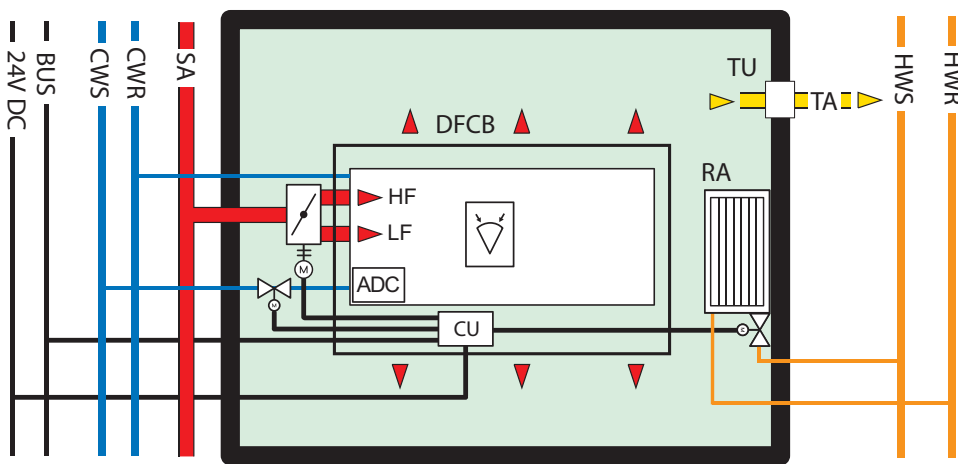 24V DC
BUS
CWS
CWR
SA
DFCB
HF
LF
ADC
M
M
CU
TU
TA
RA
E
HWS
HWR